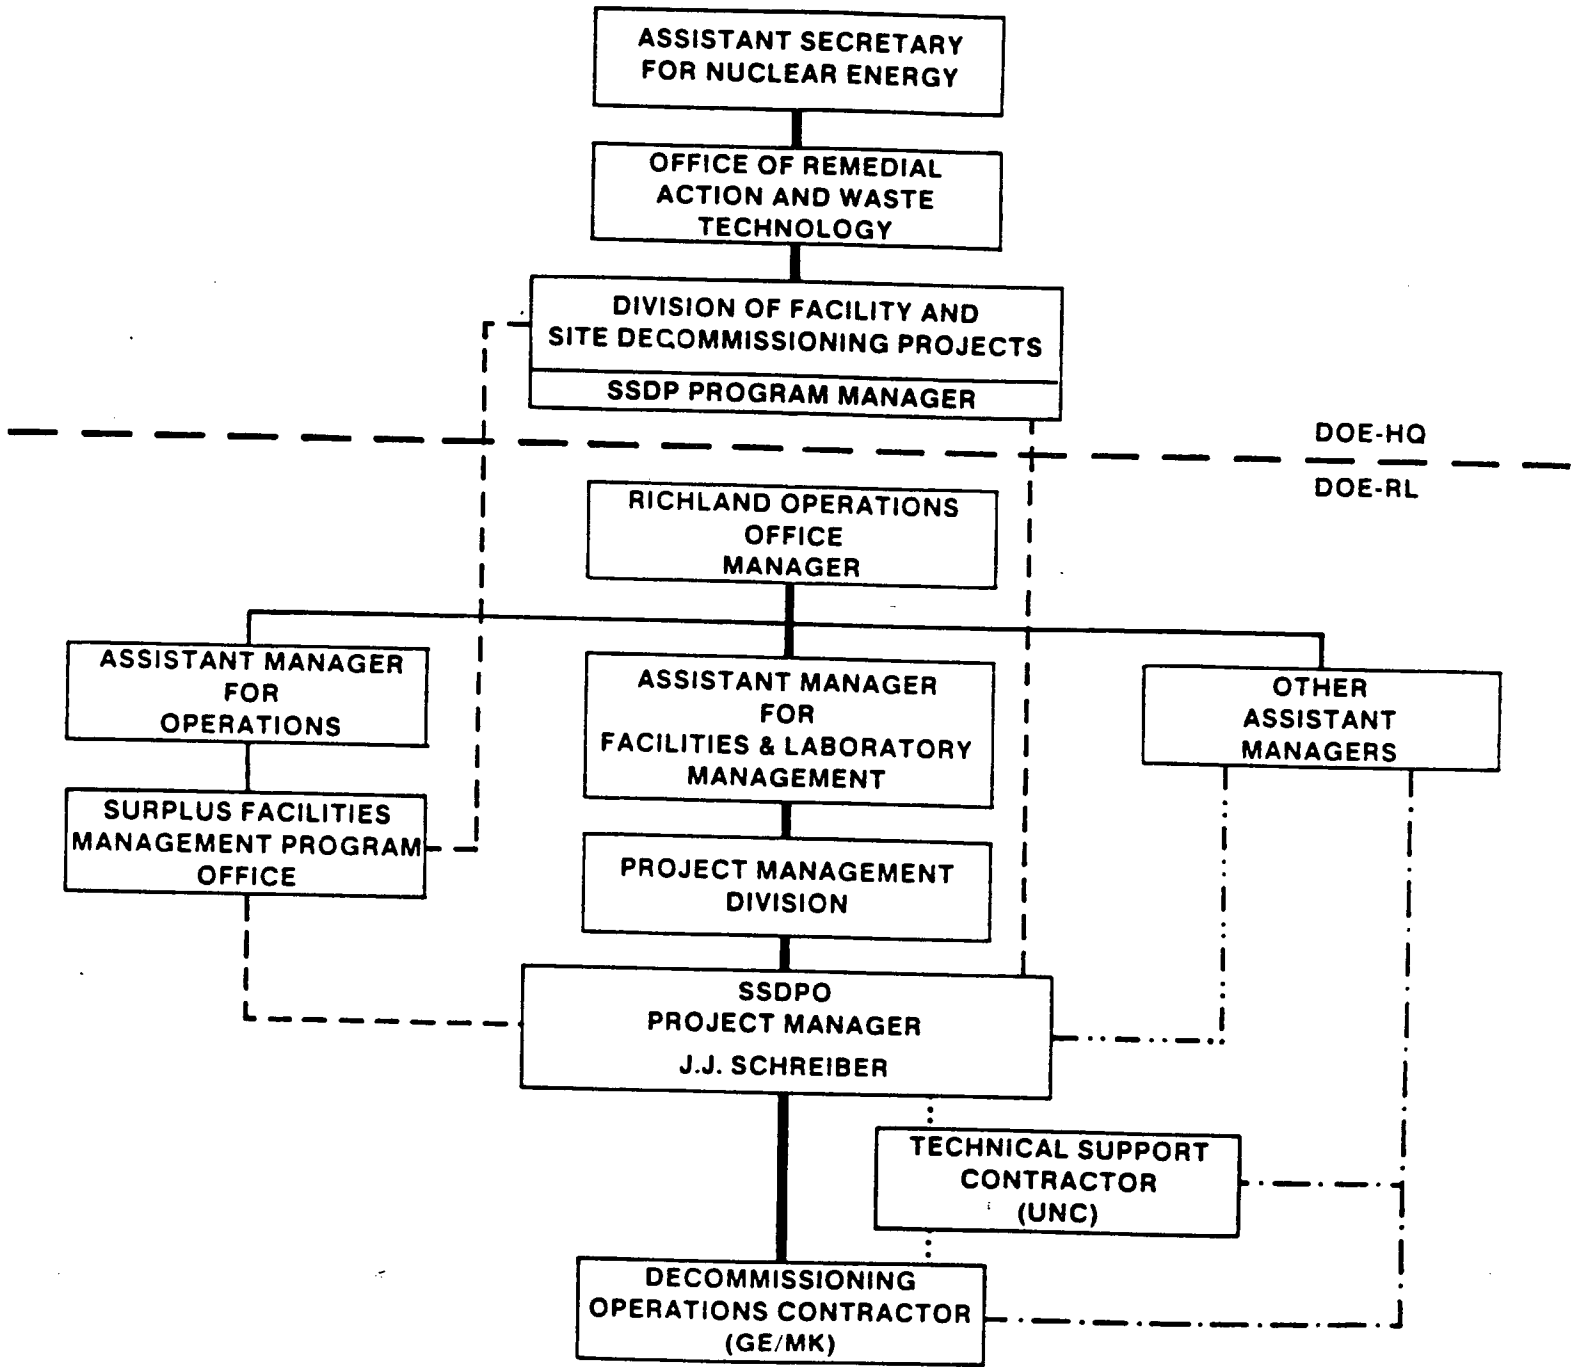 ASSISTANT SECRETARY
FOR NUCLEAR ENERGY
OFFICE OF REMEDIAL
ACTION AND WASTE
TECHNOLOGY
DIVISION OF FACILITY AND
SITE DECOMMISSIONING PROJECTS
SSDP PROGRAM MANAGER
DOE-HQ
DOE-RL
RICHLAND OPERATIONS
OFFICE
MANAGER
ASSISTANT MANAGER
FOR
OPERATIONS
ASSISTANT MANAGER
FOR
FACILITIES & LABORATORY
MANAGEMENT
OTHER
ASSISTANT
MANAGERS
SURPLUS FACILITIES
MANAGEMENT PROGRAM
OFFICE
PROJECT MANAGEMENT
DIVISION
SSDPO
PROJECT MANAGER
J.J. SCHREIBER
TECHNICAL SUPPORT
CONTRACTOR
(UNC)
DECOMMISSIONING
OPERATIONS CONTRACTOR
(GE/MK)